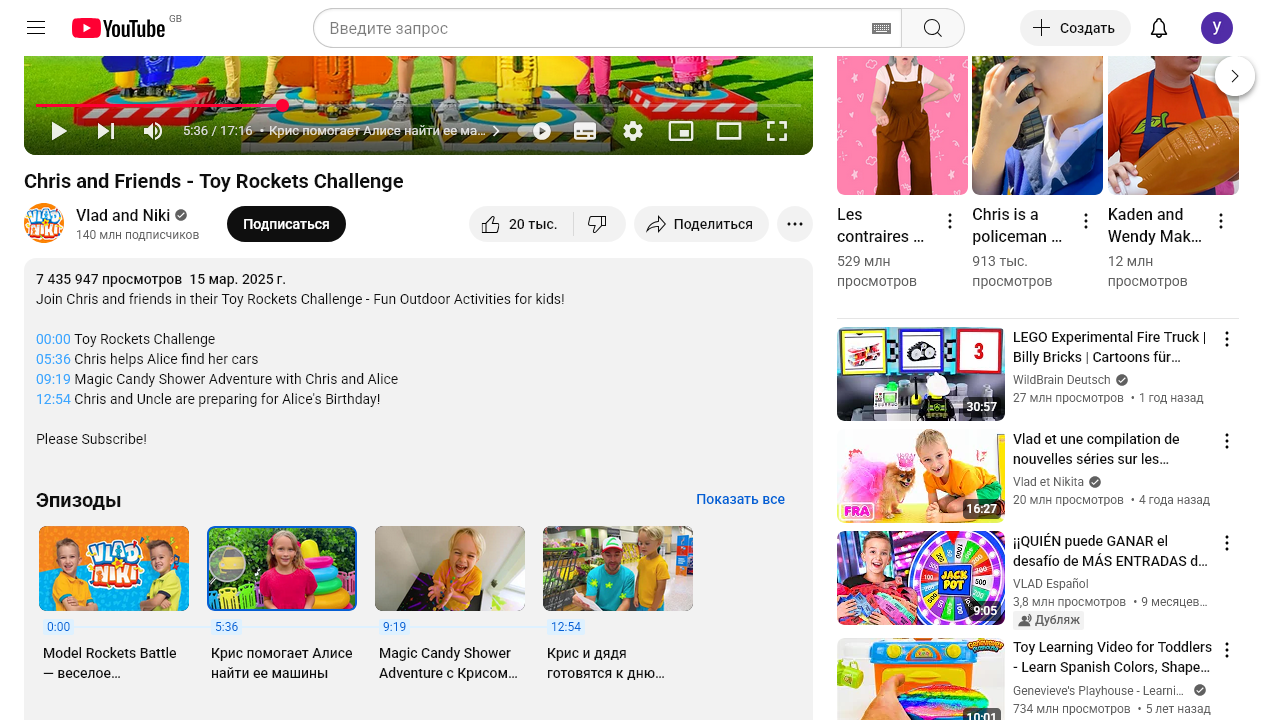 YouTube
GB
Введите запрос
Создать
У
5:36 / 17:16 • Крис помогает Алисе найти ее ма...
Chris and Friends - Toy Rockets Challenge
Vlad and Niki
140 млн подписчиков
Подписаться
20 тыс.
Поделиться
7 435 947 просмотров 15 мар. 2025 г.
Join Chris and friends in their Toy Rockets Challenge - Fun Outdoor Activities for kids!
00:00 Toy Rockets Challenge
05:36 Chris helps Alice find her cars
09:19 Magic Candy Shower Adventure with Chris and Alice
12:54 Chris and Uncle are preparing for Alice's Birthday!
Please Subscribe!
Эпизоды
Показать все
VLAD
NIKI
0:00
5:36
9:19
12:54
Model Rockets Battle
— веселое...
Крис помогает Алисе
найти ее машины
Magic Candy Shower
Adventure с Крисом...
Крис и дядя
готовятся к дню...
Les
contraires ...
529 млн
просмотров
Chris is a
policeman ...
913 тыс.
просмотров
Kaden and
Wendy Mak...
12 млн
просмотров
3
30:57
LEGO Experimental Fire Truck |
Billy Bricks | Cartoons für...
WildBrain Deutsch
27 млн просмотров • 1 год назад
FRA
16:27
Vlad et une compilation de
nouvelles séries sur les...
Vlad et Nikita
20 млн просмотров • 4 года назад
JACK
POT
9:05
¡¡QUIÉN puede GANAR el
desafío de MÁS ENTRADAS d...
VLAD Español
3,8 млн просмотров • 9 месяцев...
Дубляж
10:01
Toy Learning Video for Toddlers
- Learn Spanish Colors, Shape...
Genevieve's Playhouse - Learni...
734 млн просмотров • 5 лет назад